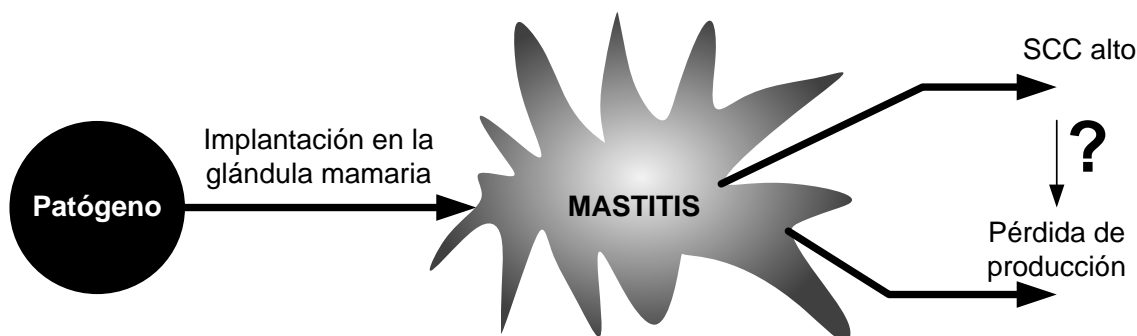 SCC alto
Implantación en la
glándula mamaria
?
Patógeno
MASTITIS
Pérdida de
producción